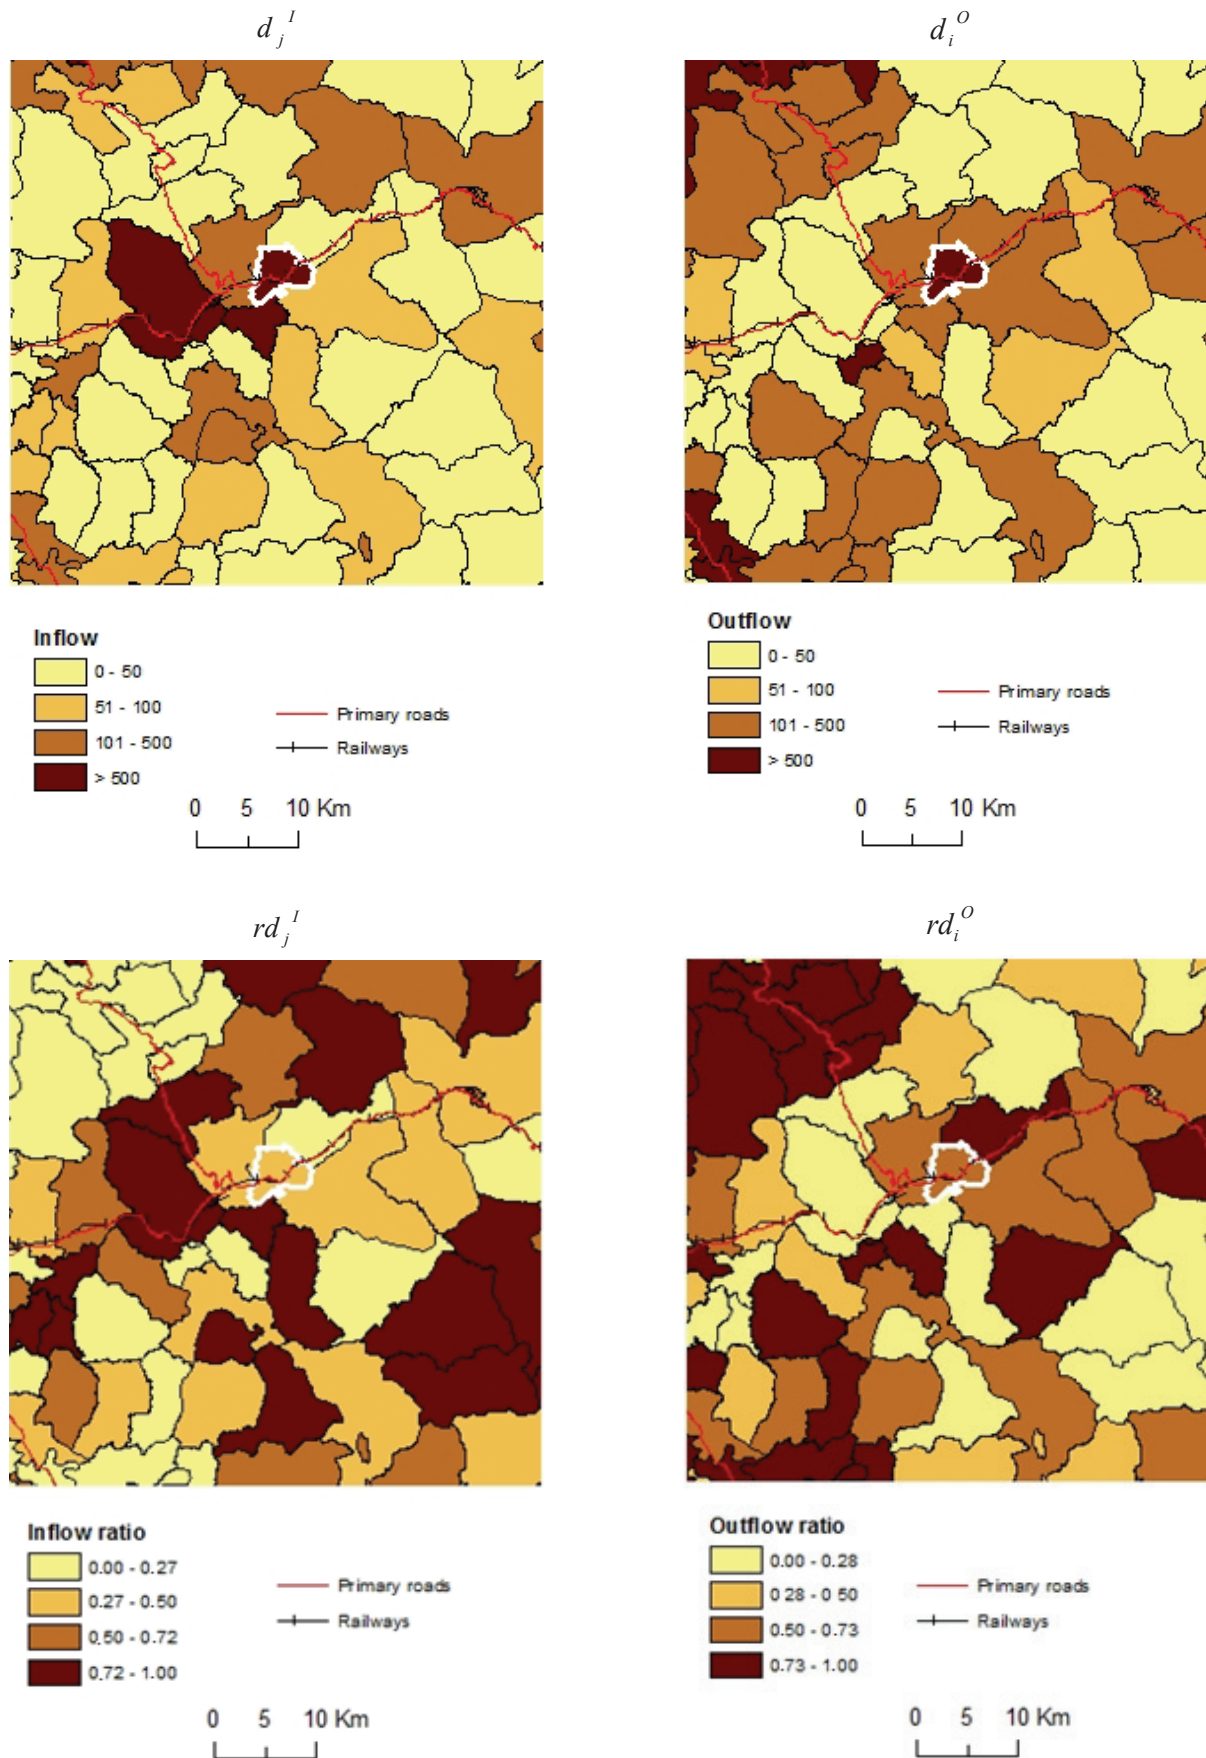 d_j^I
d_i^O
Inflow
0 - 50
51 - 100
101 - 500
> 500
Primary roads
Railways
0 5 10 Km
Outflow
0 - 50
51 - 100
101 - 500
> 500
Primary roads
Railways
0 5 10 Km
rd_j^I
rd_i^O
Inflow ratio
0.00 - 0.27
0.27 - 0.50
0.50 - 0.72
0.72 - 1.00
Primary roads
Railways
0 5 10 Km
Outflow ratio
0.00 - 0.28
0.28 - 0.50
0.50 - 0.73
0.73 - 1.00
Primary roads
Railways
0 5 10 Km